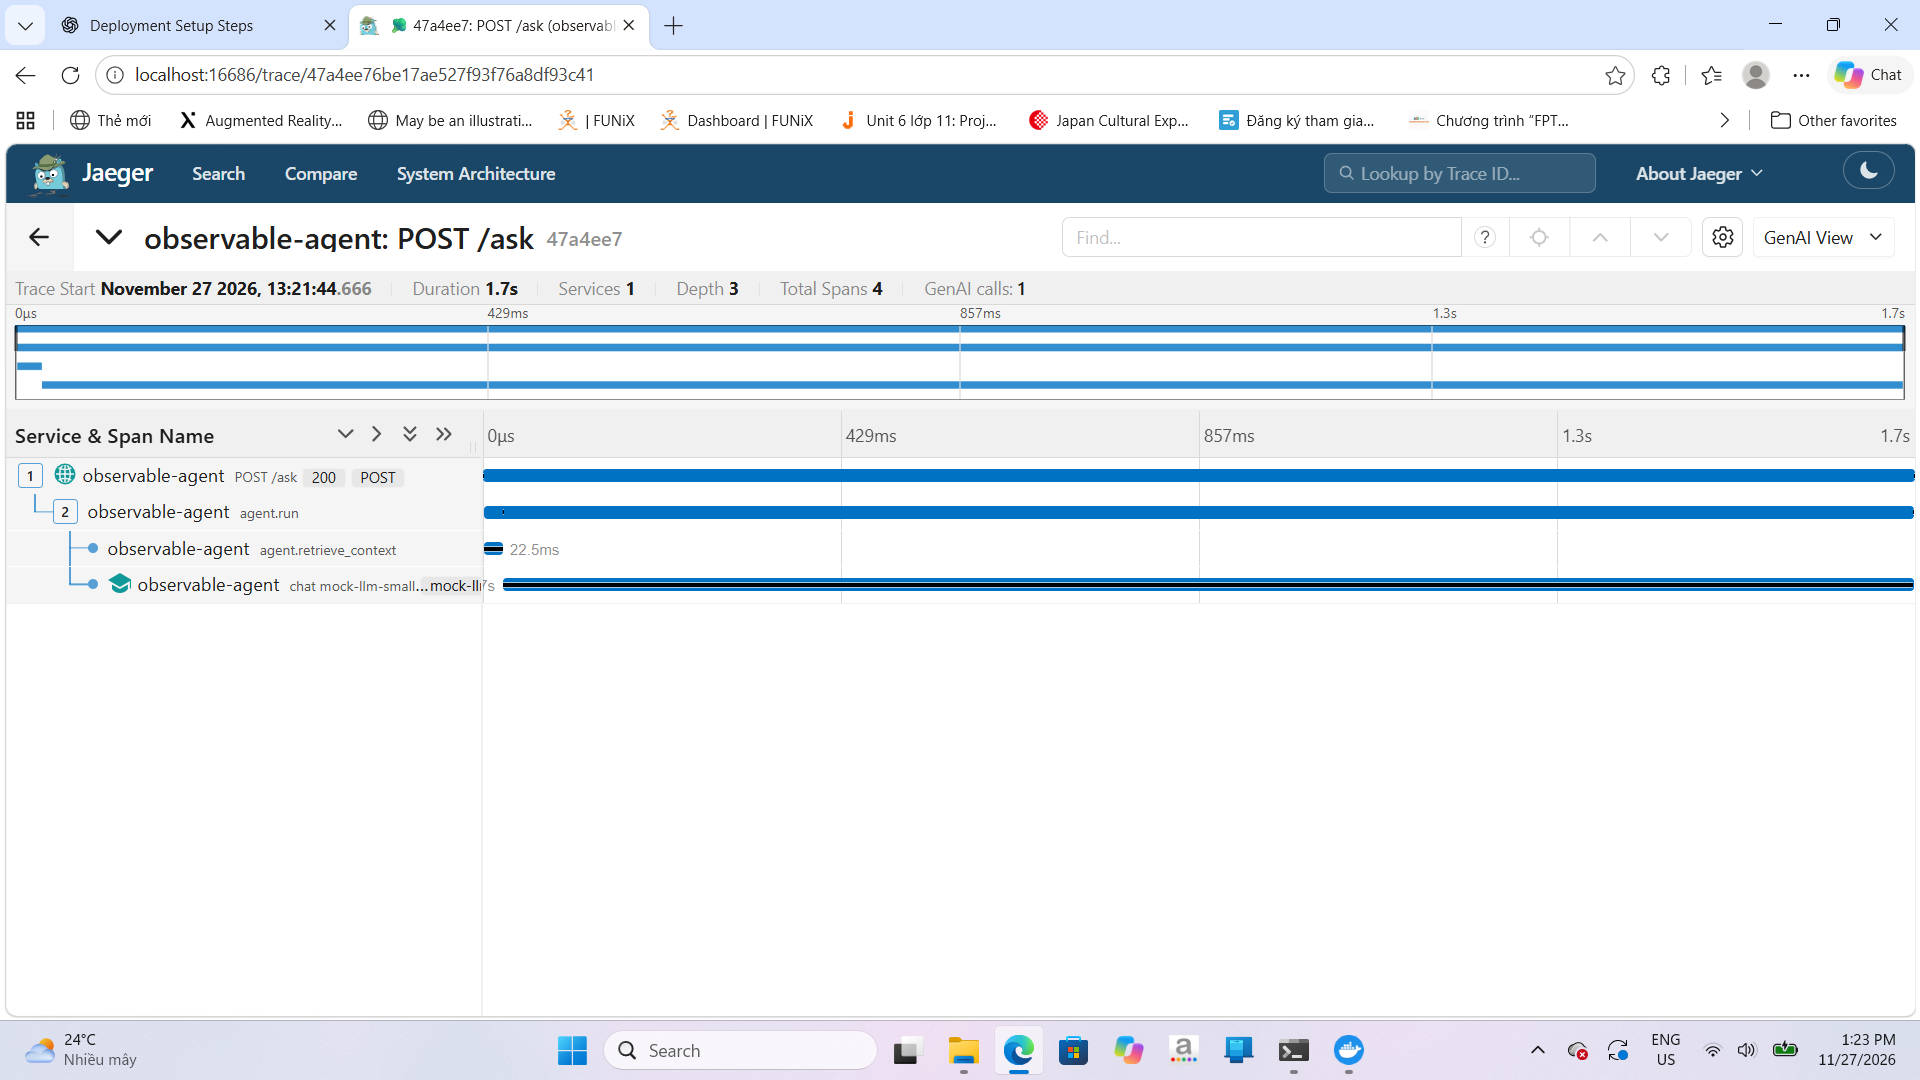 Deployment Setup Steps
47a4ee7: POST /ask (observabl
localhost:16686/trace/47a4ee76be17ae527f93f76a8df93c41
Chat
Thẻ mới
Augmented Reality...
May be an illustrati...
| FUNiX
Dashboard | FUNiX
Unit 6 lớp 11: Proj...
Japan Cultural Exp...
Đăng ký tham gia...
Chương trình “FPT...
Other favorites
Jaeger
Search
Compare
System Architecture
Lookup by Trace ID...
About Jaeger
observable-agent: POST /ask 47a4ee7
Find...
?
GenAI View
Trace Start November 27 2026, 13:21:44.666
Duration 1.7s
Services 1
Depth 3
Total Spans 4
GenAI calls: 1
0μs 429ms 857ms 1.3s 1.7s
Service & Span Name
0μs 429ms 857ms 1.3s 1.7s
1 observable-agent POST /ask 200 POST
2 observable-agent agent.run
observable-agent agent.retrieve_context 22.5ms
observable-agent chat mock-llm-small... mock-ll 7s
24°C
Nhiều mây
Search
ENG
US
1:23 PM
11/27/2026